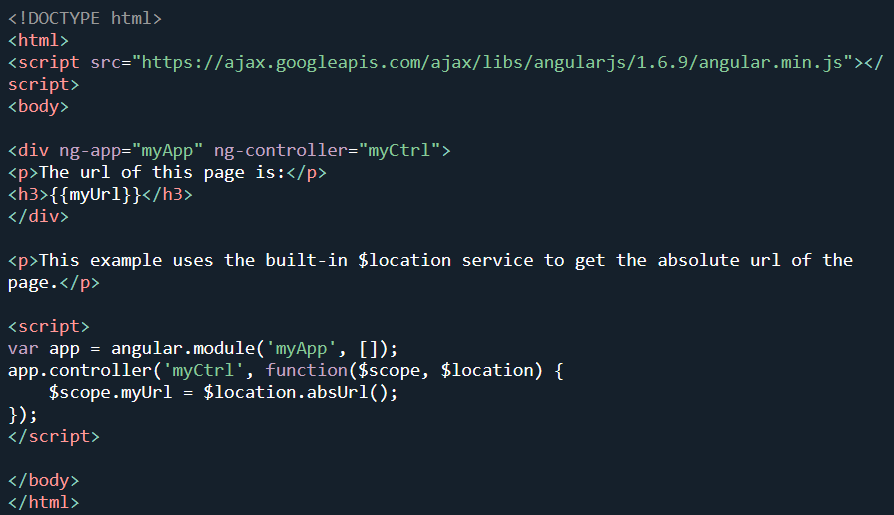 <!DOCTYPE html>
<html>
<script src="https://ajax.googleapis.com/ajax/libs/angularjs/1.6.9/angular.min.js"></
script>
<body>

<div ng-app="myApp" ng-controller="myCtrl">
<p>The url of this page is:</p>
<h3>{{myUrl}}</h3>
</div>

<p>This example uses the built-in $location service to get the absolute url of the
page.</p>

<script>
var app = angular.module('myApp', []);
app.controller('myCtrl', function($scope, $location) {
    $scope.myUrl = $location.absUrl();
});
</script>

</body>
</html>